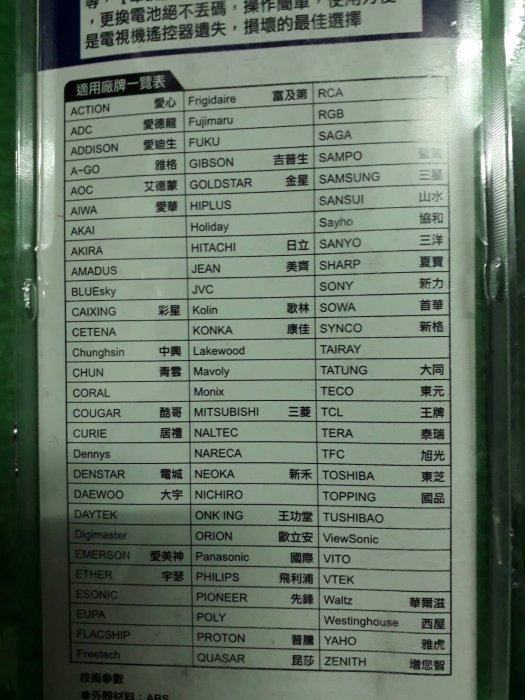 ，更換電池絕不丟碼，操作簡單，使用方便
是電視機遙控器遺失，損壞的最佳選擇
適用廠牌一覽表
ACTION 愛心
ADC 愛德龍
ADDISON 愛迪生
A-GO 雅格
AOC 艾德蒙
AIWA 愛華
AKAI
AKIRA
AMADUS
BLUEsky
CAIXING 彩星
CETENA
Chunghsin 中興
CHUN 青雲
CORAL
COUGAR 酷哥
CURIE 居禮
Dennys
DENSTAR 電城
DAEWOO 大宇
DAYTEK
Digimaster
EMERSON 愛美神
ETHER 宇瑟
ESONIC
EUPA
FLACSHIP
Freetech
Frigidaire 富及第
Fujimaru
FUKU
GIBSON 吉普生
GOLDSTAR 金星
HIPLUS
Holiday
HITACHI 日立
JEAN 美齊
JVC
Kolin 歌林
KONKA 康佳
Lakewood
Mavoly
Monix
MITSUBISHI 三菱
NALTEC
NARECA
NEOKA 新禾
NICHIRO
ONK ING 王功堂
ORION 歐立安
Panasonic 國際
PHILIPS 飛利浦
PIONEER 先鋒
POLY
PROTON 普騰
QUASAR 昆莎
RCA
RGB
SAGA
SAMPO
SAMSUNG 三星
SANSUI 山水
Sayho 協和
SANYO 三洋
SHARP 夏寶
SONY 新力
SOWA 首華
SYNCO 新格
TAIRAY
TATUNG 大同
TECO 東元
TCL 王牌
TERA 泰瑞
TFC 旭光
TOSHIBA 東芝
TOPPING 國品
TUSHIBAO
ViewSonic
VITO
VTEK
Waltz 華爾滋
Westinghouse 西屋
YAHO 雅虎
ZENITH 增您智
技術參數
●外殼材料：ABS